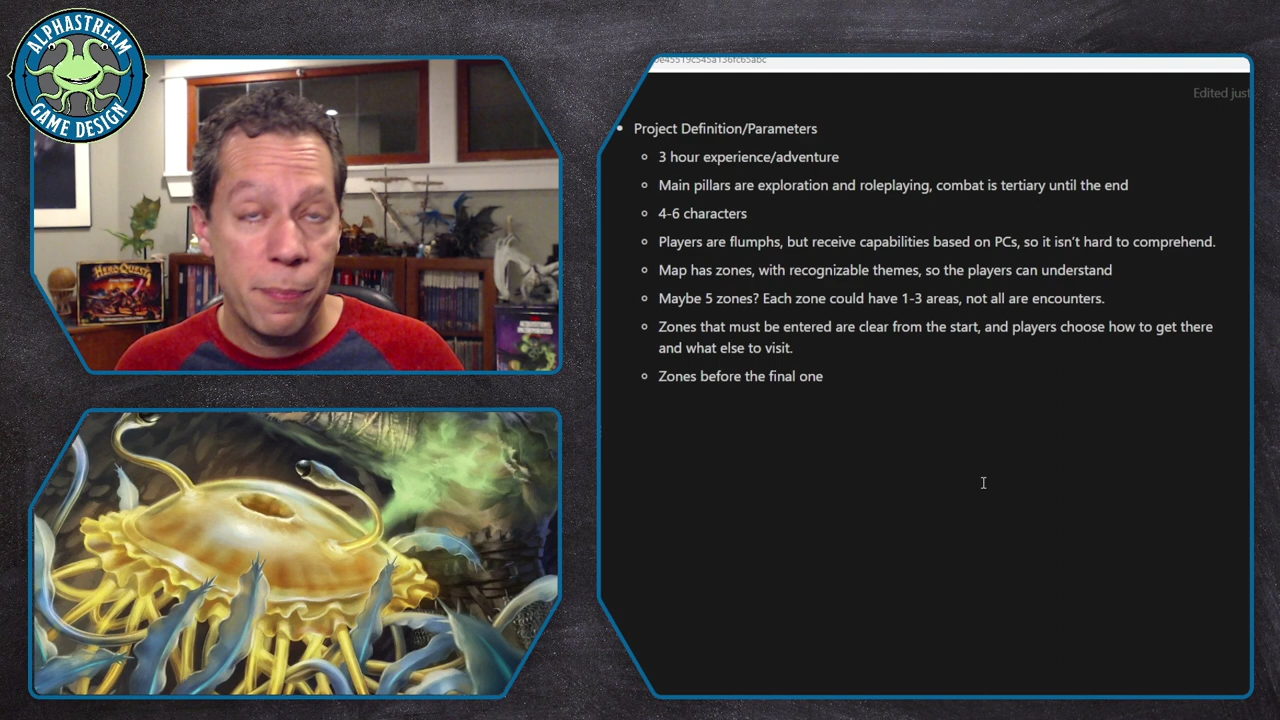 ALPHASTREAM
GAME DESIGN
HEROQUEST
Edited just
Project Definition/Parameters
3 hour experience/adventure
Main pillars are exploration and roleplaying, combat is tertiary until the end
4-6 characters
Players are flumphs, but receive capabilities based on PCs, so it isn't hard to comprehend.
Map has zones, with recognizable themes, so the players can understand
Maybe 5 zones? Each zone could have 1-3 areas, not all are encounters.
Zones that must be entered are clear from the start, and players choose how to get there
and what else to visit.
Zones before the final one